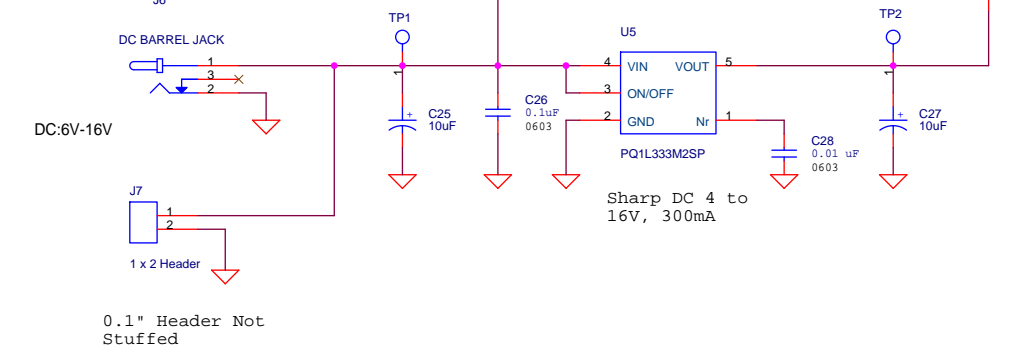 J6
TP1
TP2
U5
DC BARREL JACK
1
3
2
1
4 VIN VOUT 5
3 ON/OFF
2 GND Nr 1
PQ1L333M2SP
1
C25
10uF
C26
0.1uF
0603
C27
10uF
C28
0.01 uF
0603
DC:6V-16V
Sharp DC 4 to
16V, 300mA
J7
1
2
1 x 2 Header
0.1" Header Not
Stuffed